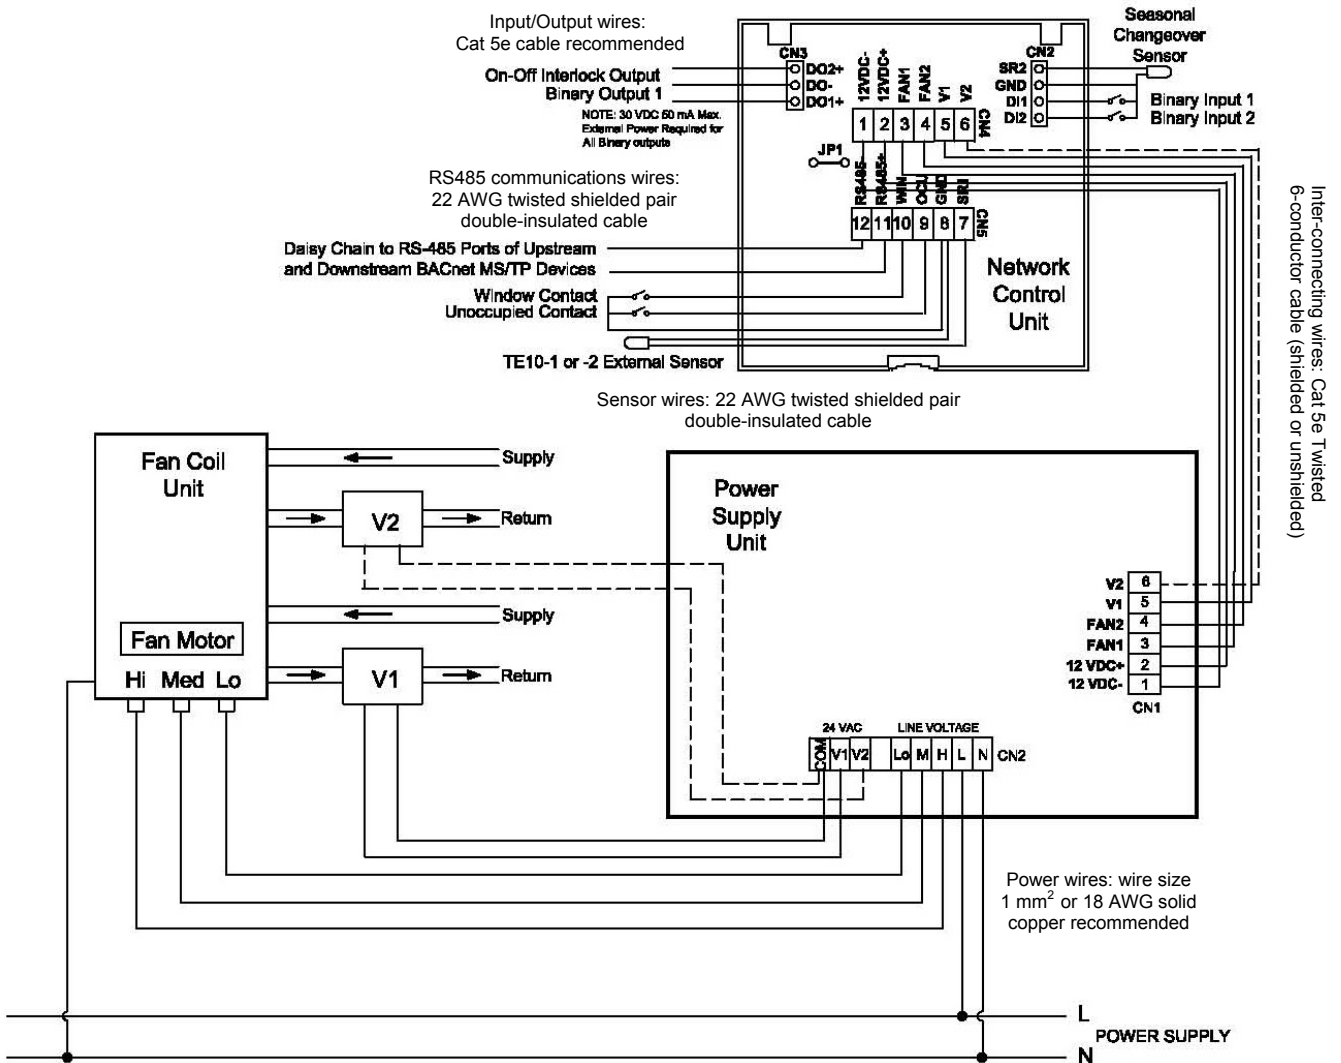 Input/Output wires:
Cat 5e cable recommended
On-Off Interlock Output
Binary Output 1
NOTE: 30 VDC 50 mA Max.
External Power Required for
All Binary outputs
CN3
DO2+
DO-
DO1+
12VDC-
12VDC+
FAN1
FAN2
V1
V2
1 2 3 4 5 6
CN4
Seasonal
Changeover
Sensor
CN2
SR2
GND
DI1
DI2
Binary Input 1
Binary Input 2
JP1
RS485-
RS485+
WIN
OCU
GND
SR1
12 11 10 9 8 7
CN5
RS485 communications wires:
22 AWG twisted shielded pair
double-insulated cable
Daisy Chain to RS-485 Ports of Upstream
and Downstream BACnet MS/TP Devices
Window Contact
Unoccupied Contact
TE10-1 or -2 External Sensor
Network
Control
Unit
Sensor wires: 22 AWG twisted shielded pair
double-insulated cable
Inter-connecting wires: Cat 5e Twisted
6-conductor cable (shielded or unshielded)
Fan Coil
Unit
Supply
V2
Return
Supply
Fan Motor
Hi Med Lo
V1
Return
Power
Supply
Unit
V2 6
V1 5
FAN2 4
FAN1 3
12 VDC+ 2
12 VDC- 1
CN1
24 VAC LINE VOLTAGE
COM V1 V2 Lo M H L N CN2
Power wires: wire size
1 mm² or 18 AWG solid
copper recommended
L
POWER SUPPLY
N